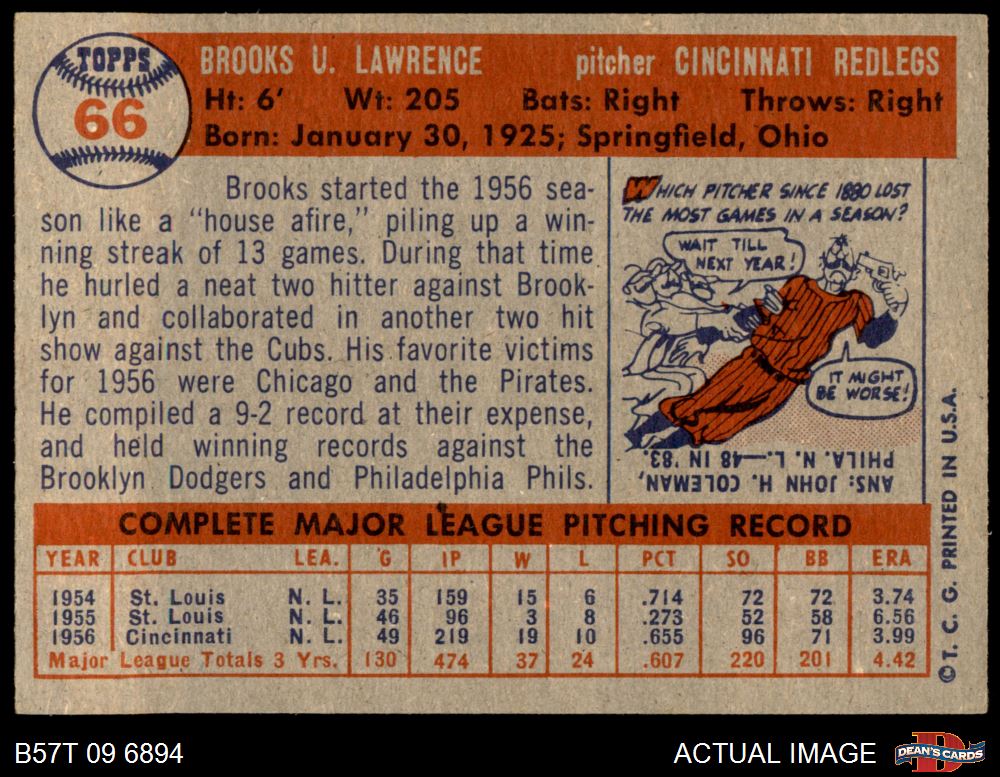 TOPPS
66
BROOKS U. LAWRENCE pitcher CINCINNATI REDLEGS
Ht: 6' Wt: 205 Bats: Right Throws: Right
Born: January 30, 1925; Springfield, Ohio
Brooks started the 1956 sea-
son like a "house afire," piling up a win-
ning streak of 13 games. During that time
he hurled a neat two hitter against Brook-
lyn and collaborated in another two hit
show against the Cubs. His favorite victims
for 1956 were Chicago and the Pirates.
He compiled a 9-2 record at their expense,
and held winning records against the
Brooklyn Dodgers and Philadelphia Phils.
WHICH PITCHER SINCE 1880 LOST
THE MOST GAMES IN A SEASON?
WAIT TILL
NEXT YEAR!
IT MIGHT
BE WORSE!
ANS: JOHN H. COLEMAN,
PHILA. N. L.—48 IN '83.
COMPLETE MAJOR LEAGUE PITCHING RECORD
YEAR CLUB LEA. G IP W L PCT SO BB ERA
1954 St. Louis N. L. 35 159 15 6 .714 72 72 3.74
1955 St. Louis N. L. 46 96 3 8 .273 52 58 6.56
1956 Cincinnati N. L. 49 219 19 10 .655 96 71 3.99
Major League Totals 3 Yrs. 130 474 37 24 .607 220 201 4.42
© T. C. G. PRINTED IN U.S.A.
B57T 09 6894 ACTUAL IMAGE
D
DEAN'S CARDS